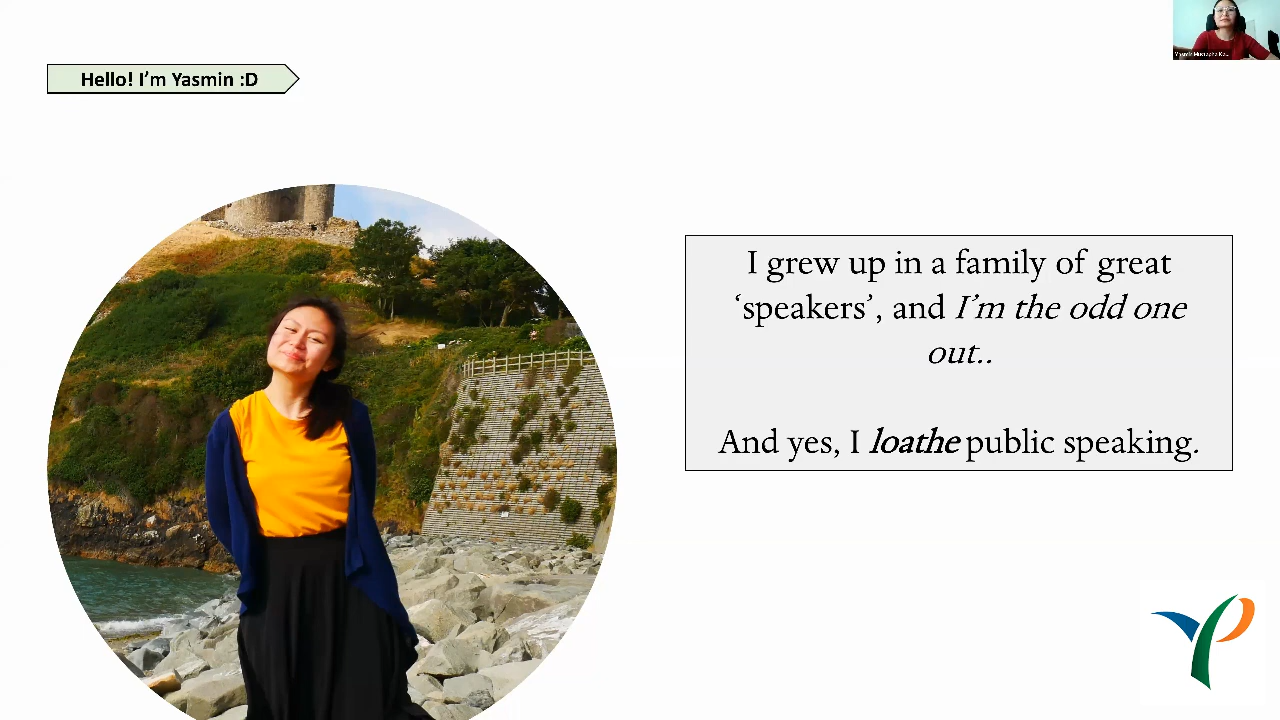 Hello! I’m Yasmin :D
I grew up in a family of great
‘speakers’, and I’m the odd one
out..
And yes, I loathe public speaking.